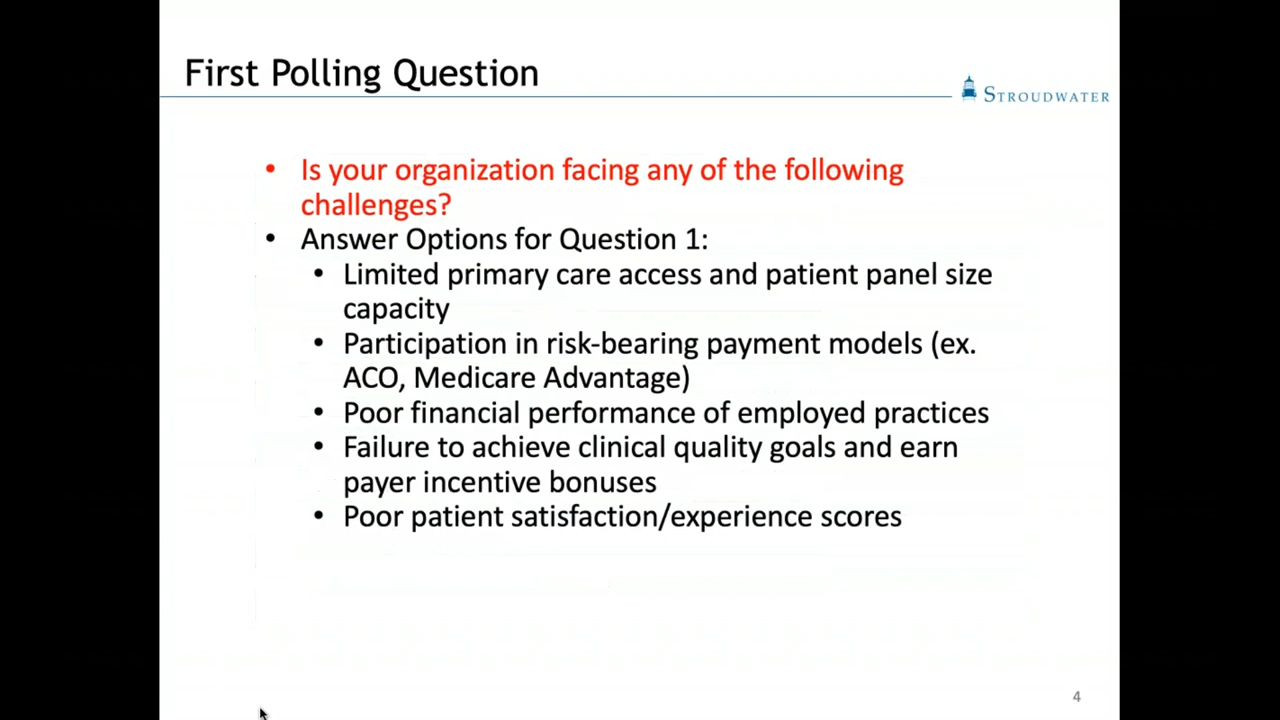 First Polling Question
STROUDWATER
• Is your organization facing any of the following
challenges?
• Answer Options for Question 1:
• Limited primary care access and patient panel size
capacity
• Participation in risk-bearing payment models (ex.
ACO, Medicare Advantage)
• Poor financial performance of employed practices
• Failure to achieve clinical quality goals and earn
payer incentive bonuses
• Poor patient satisfaction/experience scores
4